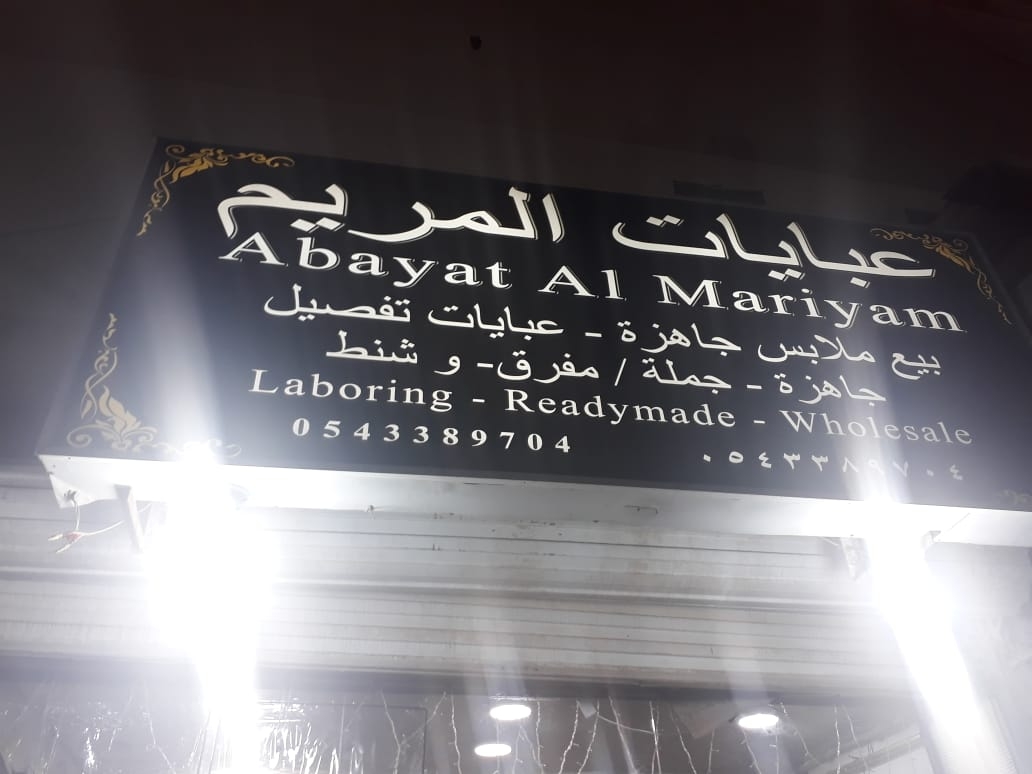 عبايات المريم
Abayat Al Mariyam
بيع ملابس جاهزة - عبايات تفصيل
جاهزة - جملة / مفرق- و شنط
Laboring - Readymade - Wholesale
0543389704 ٠٥٤٣٣٨٩٧٠٤